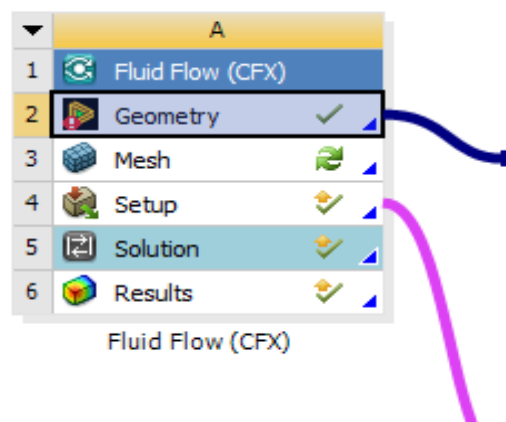 A
1 Fluid Flow (CFX)
2 Geometry
3 Mesh
4 Setup
5 Solution
6 Results
Fluid Flow (CFX)